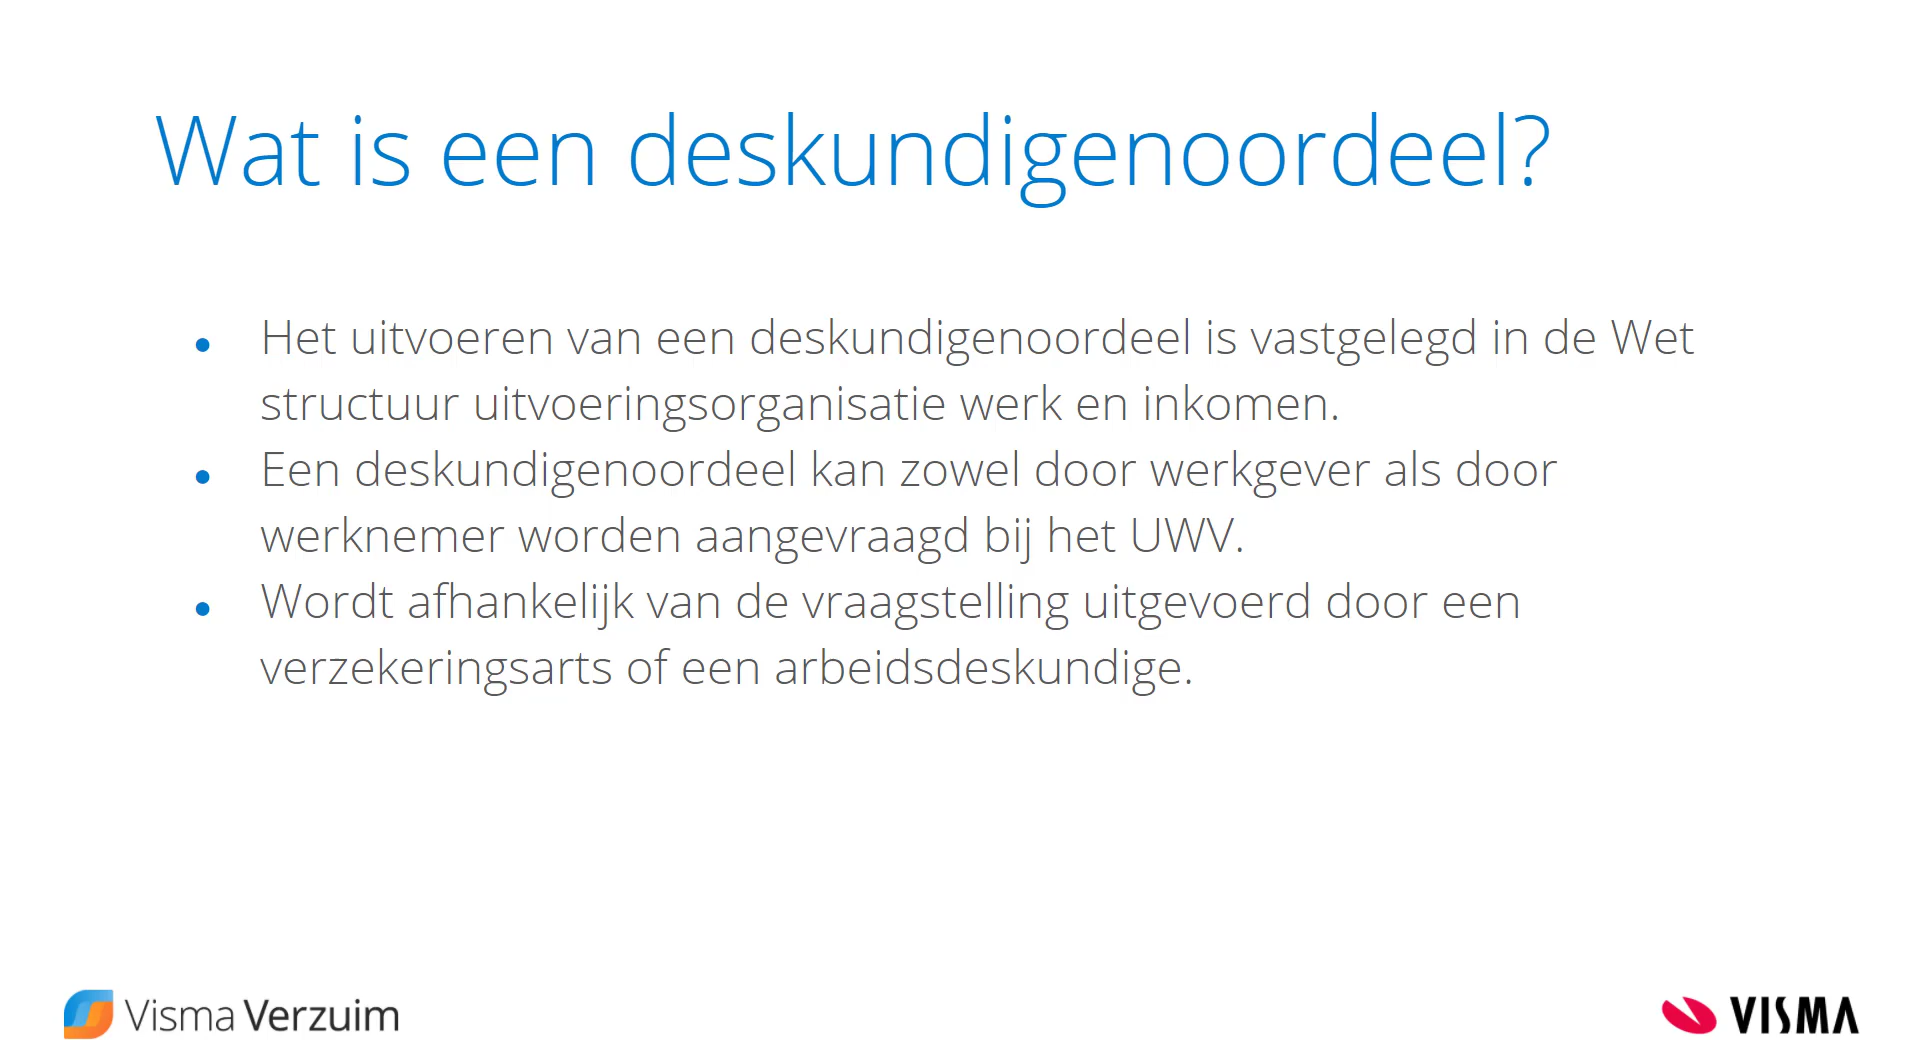 Wat is een deskundigenoordeel?
• Het uitvoeren van een deskundigenoordeel is vastgelegd in de Wet
structuur uitvoeringsorganisatie werk en inkomen.
• Een deskundigenoordeel kan zowel door werkgever als door
werknemer worden aangevraagd bij het UWV.
• Wordt afhankelijk van de vraagstelling uitgevoerd door een
verzekeringsarts of een arbeidsdeskundige.
Visma Verzuim
VISMA